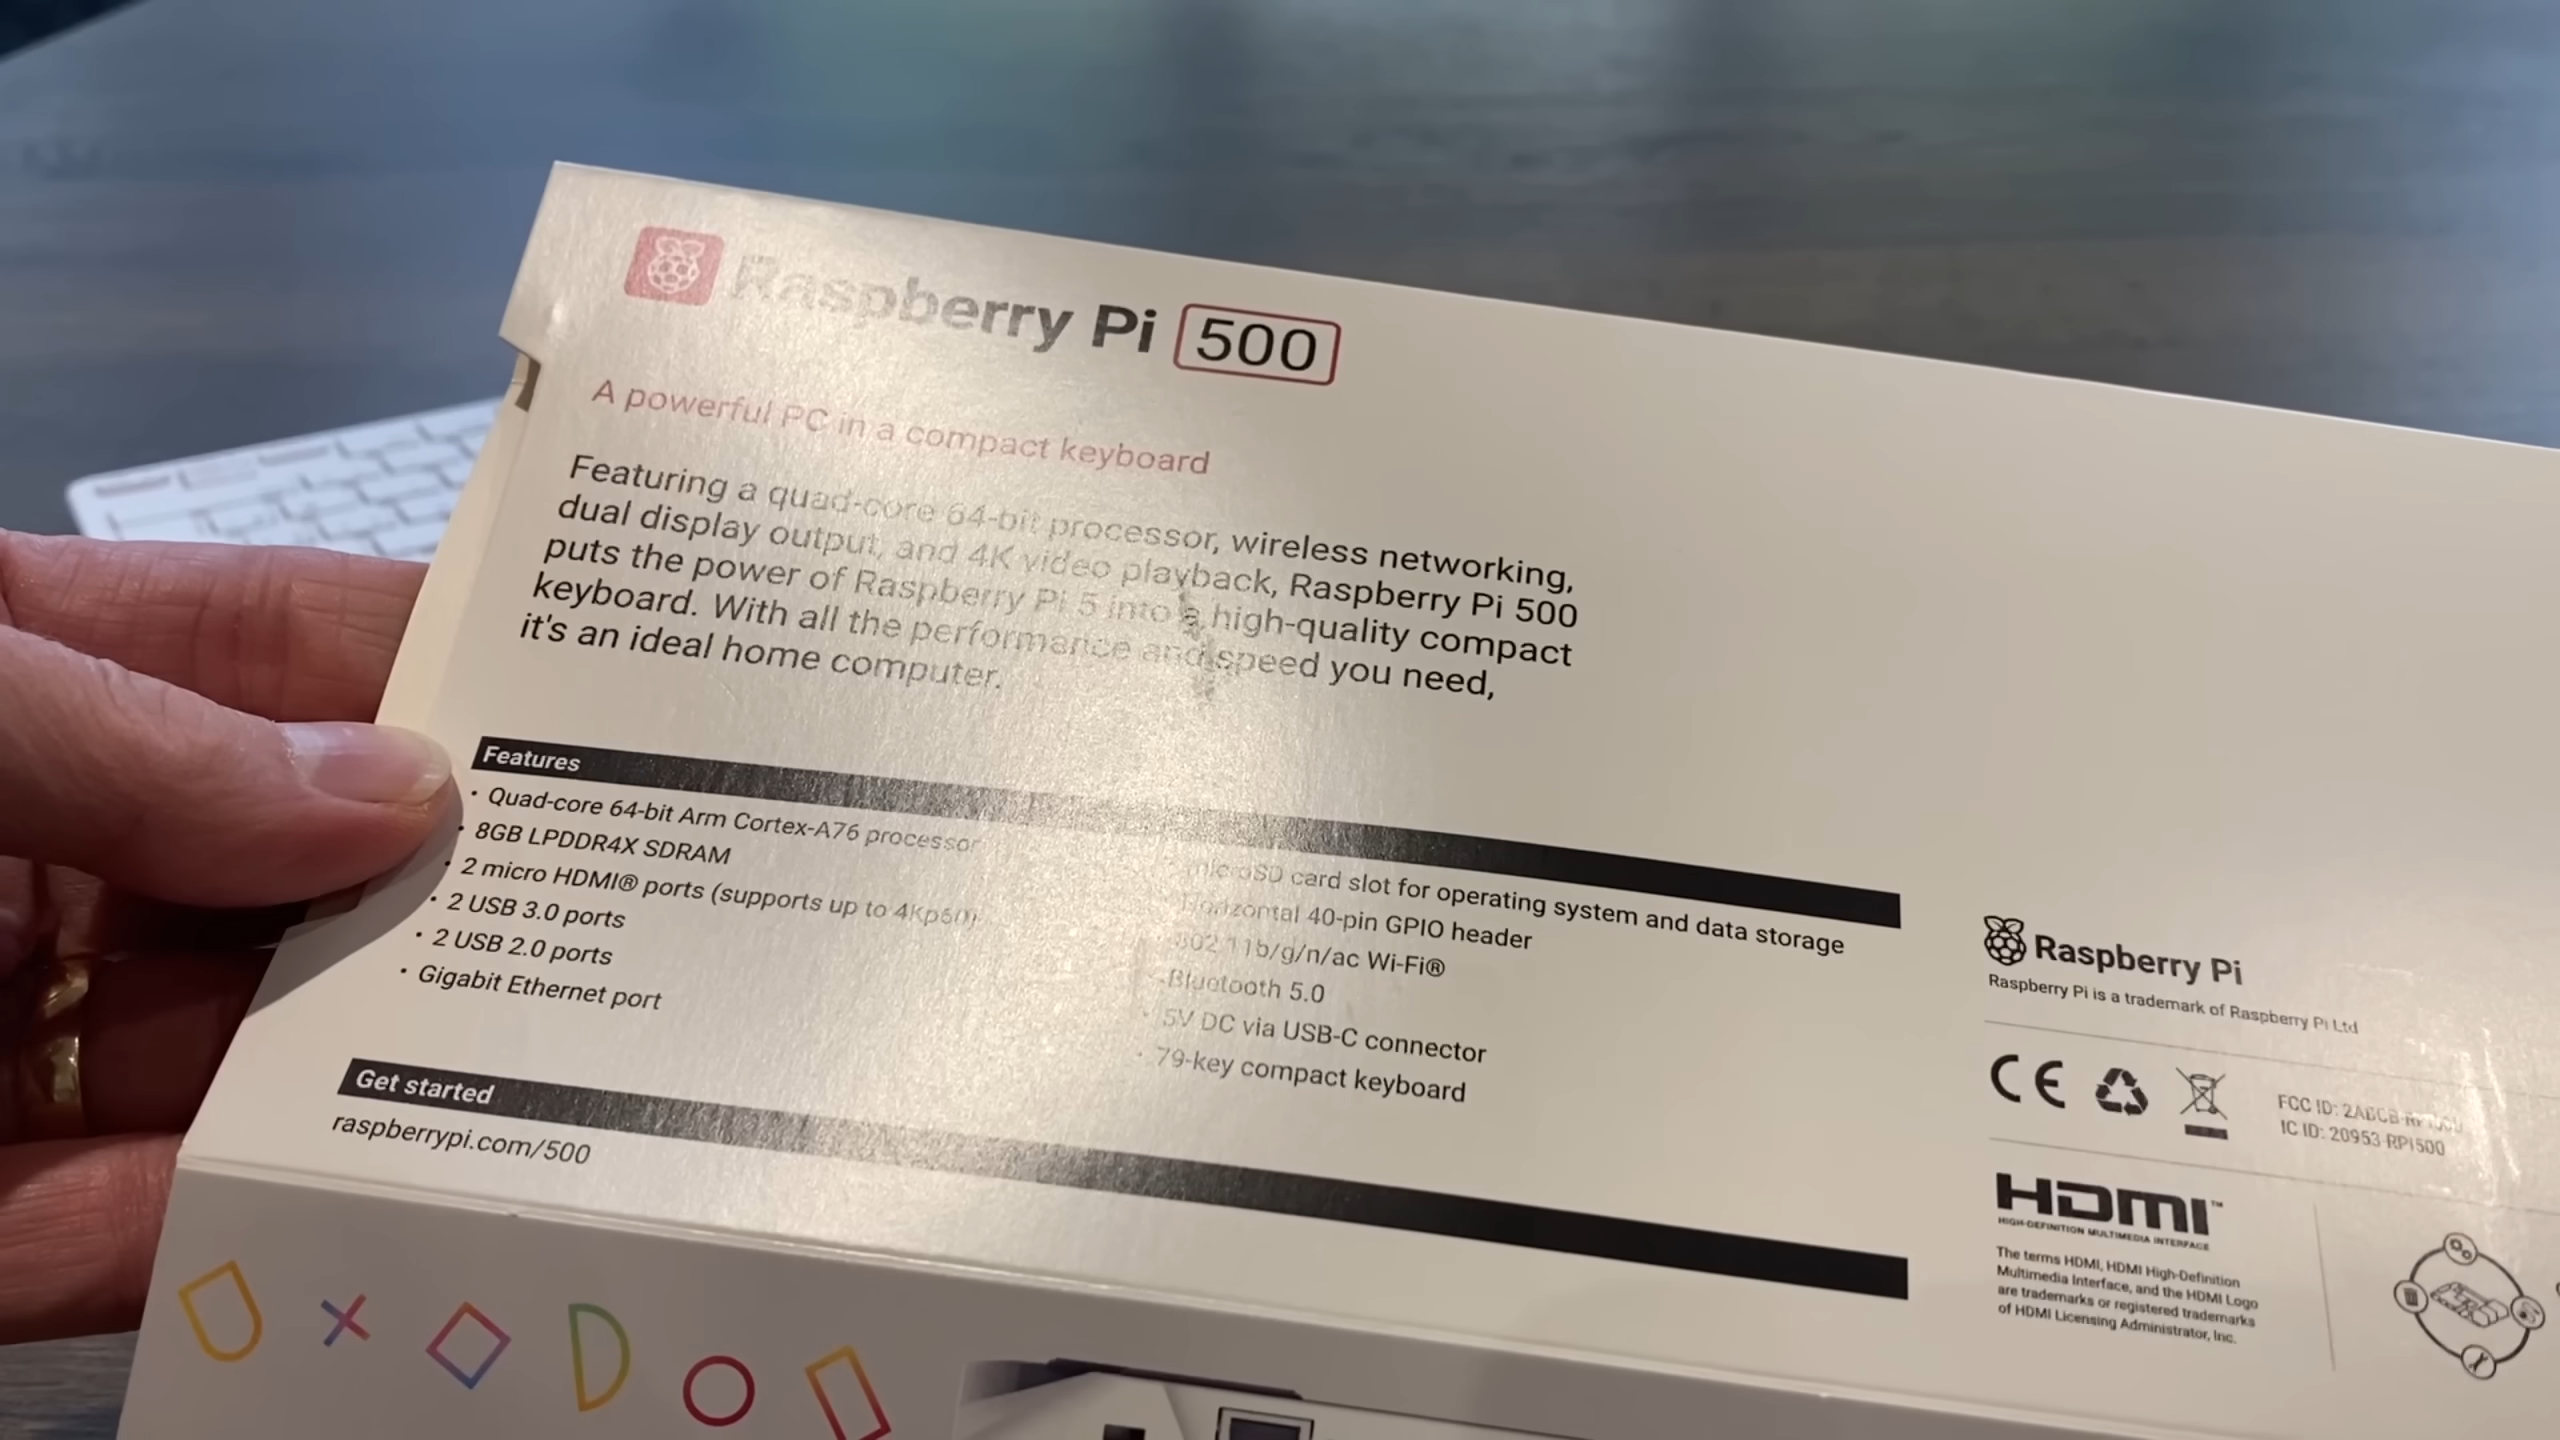 Raspberry Pi 500
A powerful PC in a compact keyboard
Featuring a quad-core 64-bit processor, wireless networking,
dual display output, and 4K video playback, Raspberry Pi 500
puts the power of Raspberry Pi 5 into a high-quality compact
keyboard. With all the performance and speed you need,
it's an ideal home computer.
Features
• Quad-core 64-bit Arm Cortex-A76 processor
• 8GB LPDDR4X SDRAM
• 2 micro HDMI® ports (supports up to 4Kp60)
• 2 USB 3.0 ports
• 2 USB 2.0 ports
• Gigabit Ethernet port
microSD card slot for operating system and data storage
Horizontal 40-pin GPIO header
802.11b/g/n/ac Wi-Fi®
Bluetooth 5.0
• 5V DC via USB-C connector
• 79-key compact keyboard
Get started
raspberrypi.com/500
Raspberry Pi
Raspberry Pi is a trademark of Raspberry Pi Ltd
CE
FCC ID:
IC ID: 20953-RPI500
HDMI™
HIGH-DEFINITION MULTIMEDIA INTERFACE
The terms HDMI, HDMI High-Definition
Multimedia Interface, and the HDMI Logo
are trademarks or registered trademarks
of HDMI Licensing Administrator, Inc.